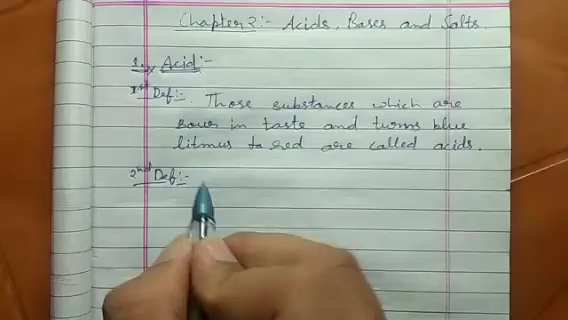 Chapter 2:- Acids, Bases and Salts.
1. Acid:-
1st Def:- Those substances which are
sour in taste and turns blue
litmus to red are called acids.
2nd Def:-